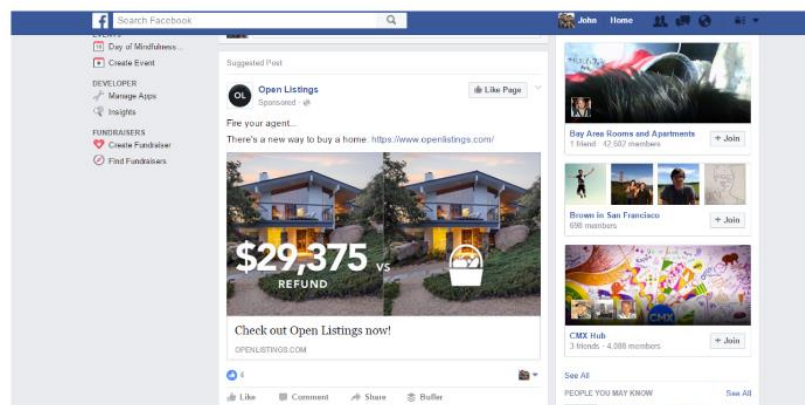 Search Facebook
John Home
EVENTS
Day of Mindfulness...
Create Event
DEVELOPER
Manage Apps
Insights
FUNDRAISERS
Create Fundraiser
Find Fundraisers
Suggested Post
OL
Open Listings
Sponsored
Like Page
Fire your agent...
There's a new way to buy a home: https://www.openlistings.com/
$29,375 vs
REFUND
Check out Open Listings now!
OPENLISTINGS.COM
4
Like Comment Share Buffer
Bay Area Rooms and Apartments
1 friend · 42,602 members
+ Join
Brown in San Francisco
698 members
+ Join
CMX
CMX Hub
3 friends · 4,088 members
+ Join
See All
PEOPLE YOU MAY KNOW See All